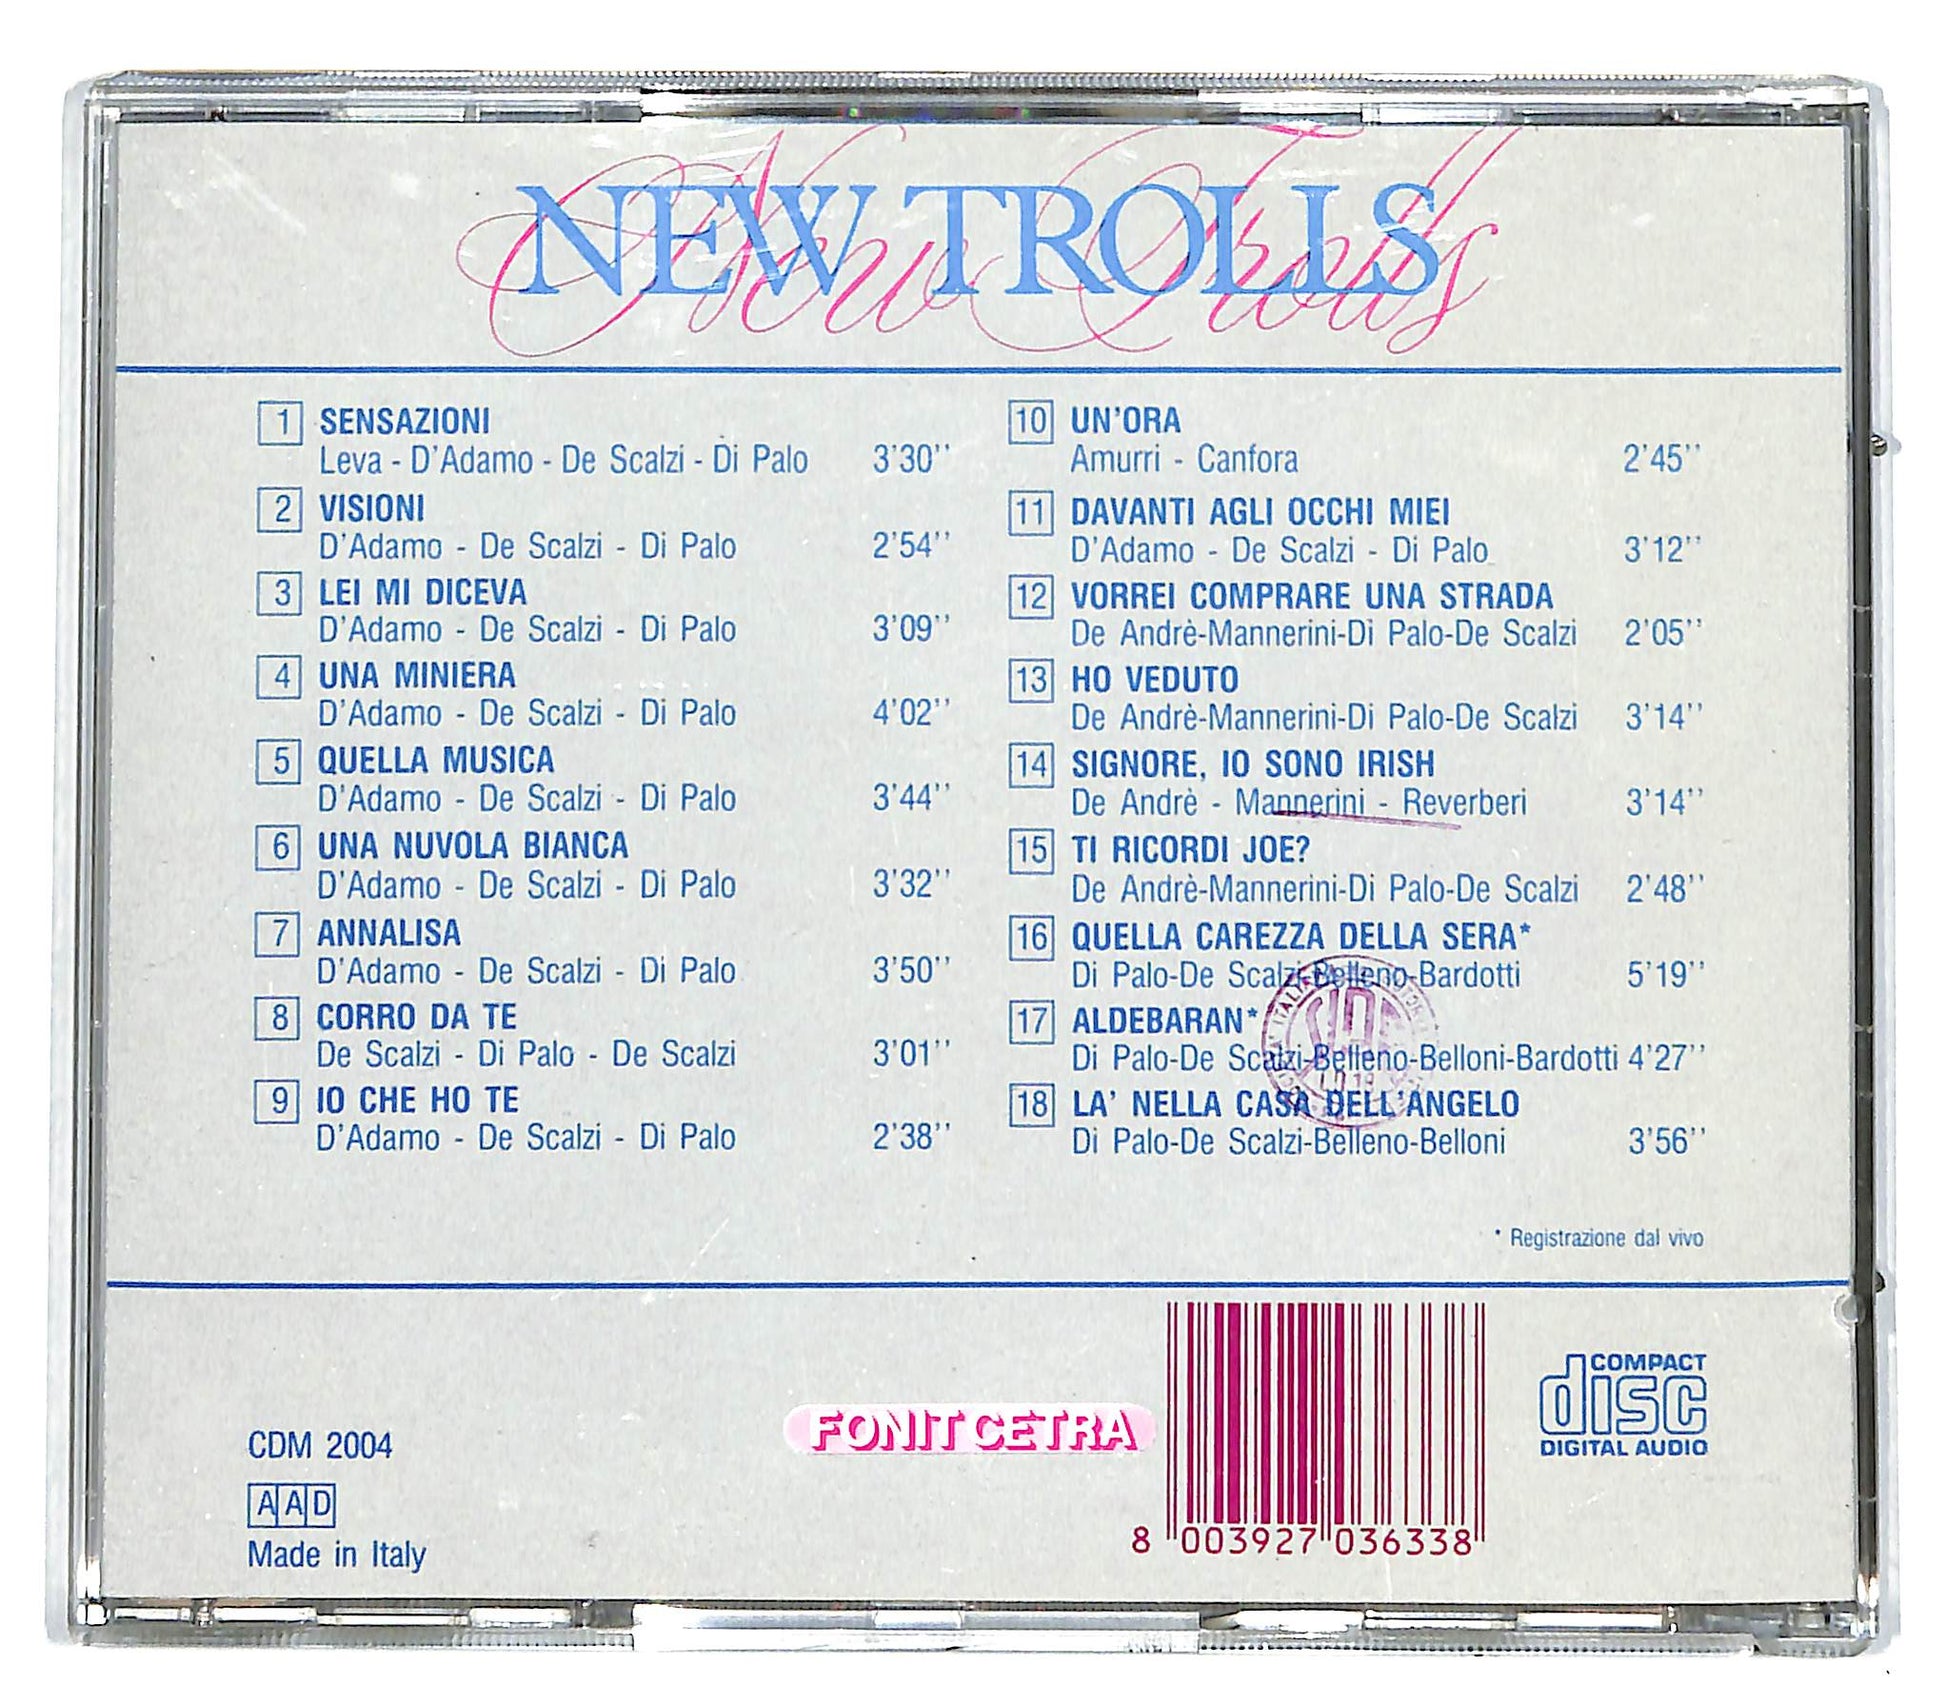 New Trolls
NEW TROLLS
1 SENSAZIONI
Leva - D'Adamo - De Scalzi - Di Palo 3'30''
2 VISIONI
D'Adamo - De Scalzi - Di Palo 2'54''
3 LEI MI DICEVA
D'Adamo - De Scalzi - Di Palo 3'09''
4 UNA MINIERA
D'Adamo - De Scalzi - Di Palo 4'02''
5 QUELLA MUSICA
D'Adamo - De Scalzi - Di Palo 3'44''
6 UNA NUVOLA BIANCA
D'Adamo - De Scalzi - Di Palo 3'32''
7 ANNALISA
D'Adamo - De Scalzi - Di Palo 3'50''
8 CORRO DA TE
De Scalzi - Di Palo - De Scalzi 3'01''
9 IO CHE HO TE
D'Adamo - De Scalzi - Di Palo 2'38''
10 UN'ORA
Amurri - Canfora 2'45''
11 DAVANTI AGLI OCCHI MIEI
D'Adamo - De Scalzi - Di Palo 3'12''
12 VORREI COMPRARE UNA STRADA
De Andrè-Mannerini-Di Palo-De Scalzi 2'05''
13 HO VEDUTO
De Andrè-Mannerini-Di Palo-De Scalzi 3'14''
14 SIGNORE, IO SONO IRISH
De Andrè - Mannerini - Reverberi 3'14''
15 TI RICORDI JOE?
De Andrè-Mannerini-Di Palo-De Scalzi 2'48''
16 QUELLA CAREZZA DELLA SERA*
Di Palo-De Scalzi-Belleno-Bardotti 5'19''
17 ALDEBARAN*
Di Palo-De Scalzi-Belleno-Belloni-Bardotti 4'27''
18 LA' NELLA CASA DELL'ANGELO
Di Palo-De Scalzi-Belleno-Belloni 3'56''
SIAE
* Registrazione dal vivo
CDM 2004
AAD
Made in Italy
FONIT CETRA
8 003927 036338
COMPACT
disc
DIGITAL AUDIO